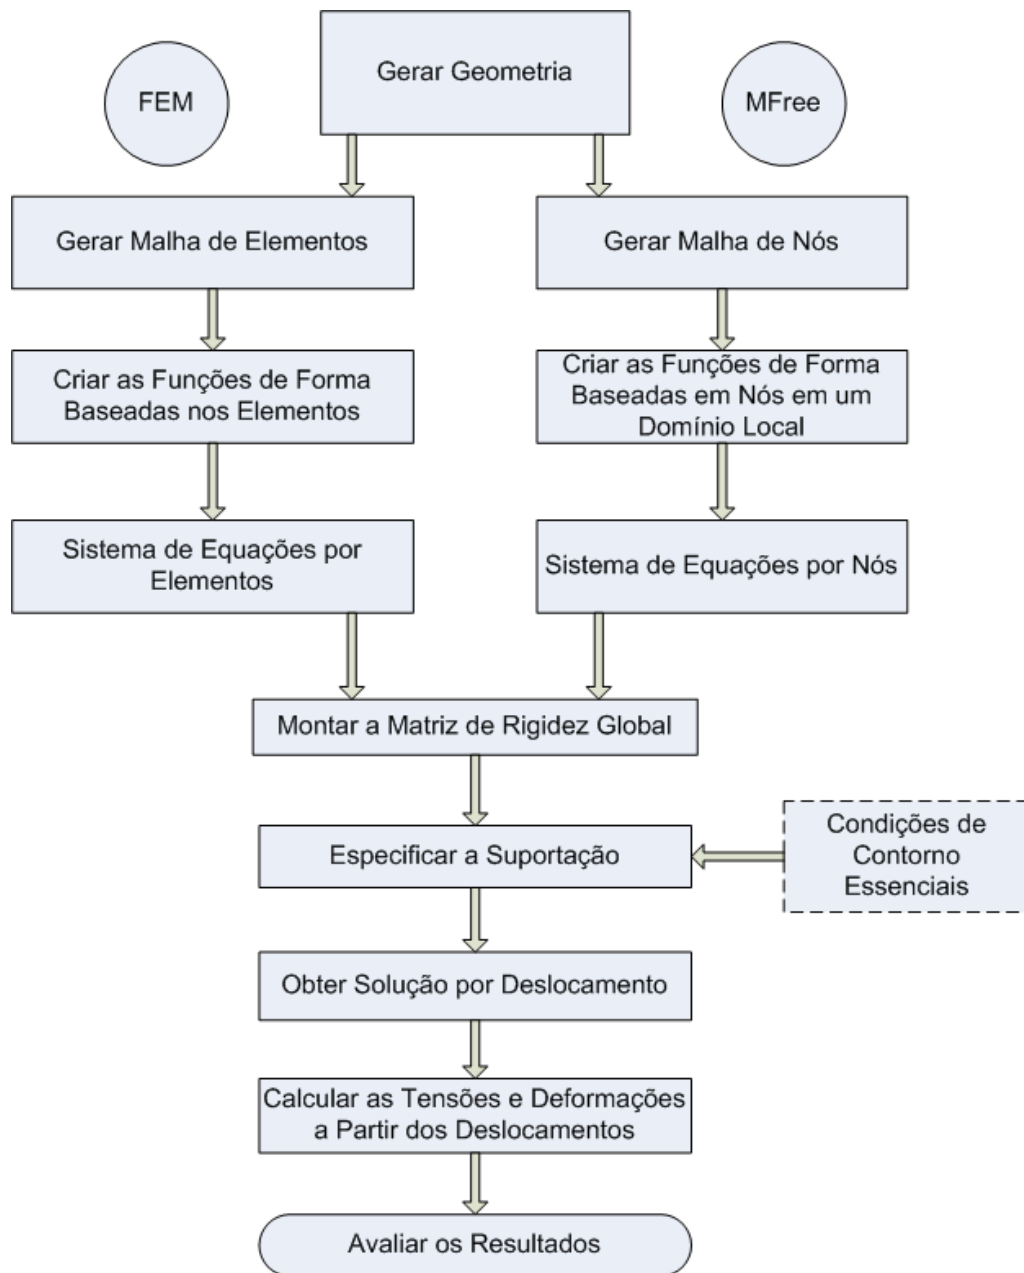 Gerar Geometria
FEM
MFree
Gerar Malha de Elementos
Gerar Malha de Nós
Criar as Funções de Forma
Baseadas nos Elementos
Criar as Funções de Forma
Baseadas em Nós em um
Domínio Local
Sistema de Equações por
Elementos
Sistema de Equações por Nós
Montar a Matriz de Rigidez Global
Especificar a Suportação
Condições de
Contorno
Essenciais
Obter Solução por Deslocamento
Calcular as Tensões e Deformações
a Partir dos Deslocamentos
Avaliar os Resultados